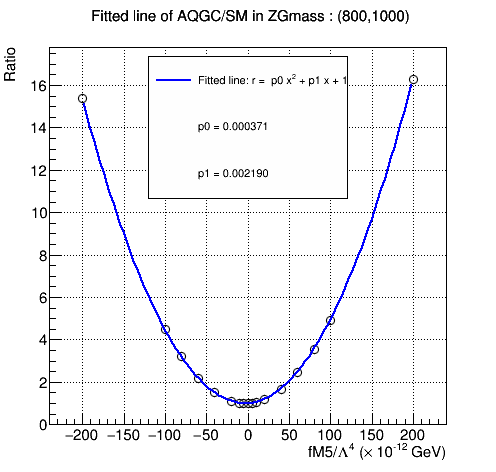 Fitted line of AQGC/SM in ZGmass : (800,1000)
Ratio
Fitted line: r = p0 x² + p1 x + 1
p0 = 0.000371
p1 = 0.002190
16
14
12
10
8
6
4
2
0
−200 −150 −100 −50 0 50 100 150 200
fM5/Λ⁴ (× 10⁻¹² GeV)